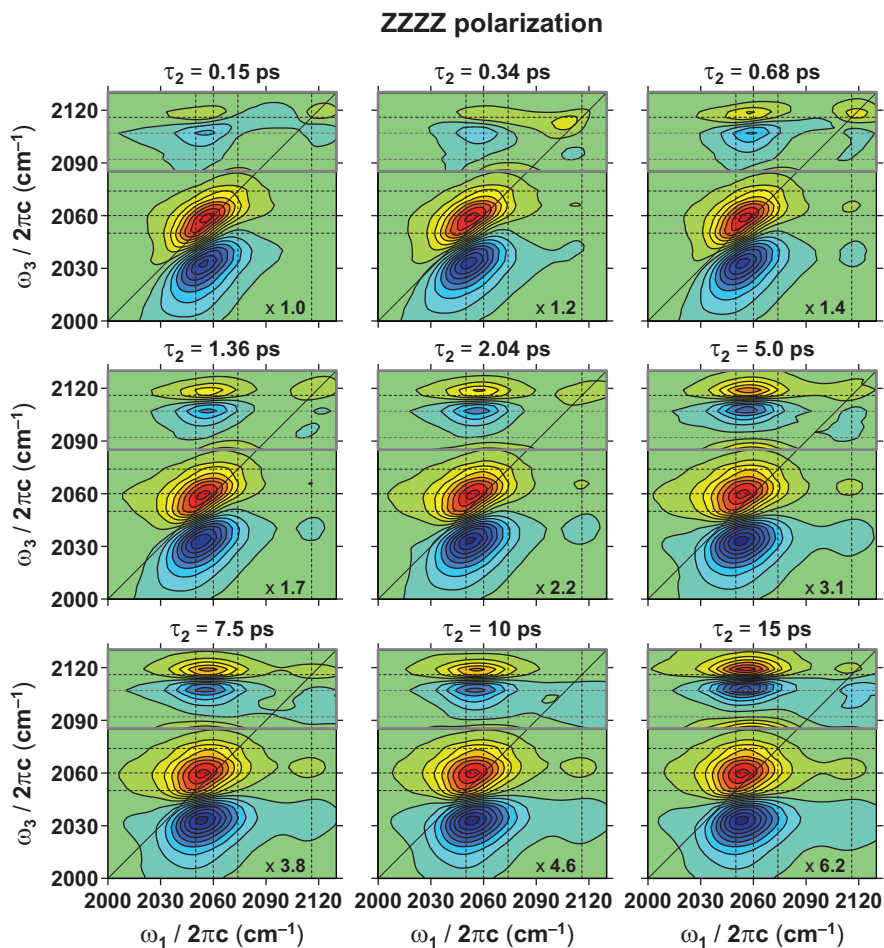 ZZZZ polarization
τ2 = 0.15 ps τ2 = 0.34 ps τ2 = 0.68 ps
2120
2090
2060
2030
2000
ω3 / 2πc (cm−1)
x 1.0 x 1.2 x 1.4
τ2 = 1.36 ps τ2 = 2.04 ps τ2 = 5.0 ps
2120
2090
2060
2030
2000
ω3 / 2πc (cm−1)
x 1.7 x 2.2 x 3.1
τ2 = 7.5 ps τ2 = 10 ps τ2 = 15 ps
2120
2090
2060
2030
2000
ω3 / 2πc (cm−1)
x 3.8 x 4.6 x 6.2
2000 2030 2060 2090 2120 2000 2030 2060 2090 2120 2000 2030 2060 2090 2120
ω1 / 2πc (cm−1) ω1 / 2πc (cm−1) ω1 / 2πc (cm−1)